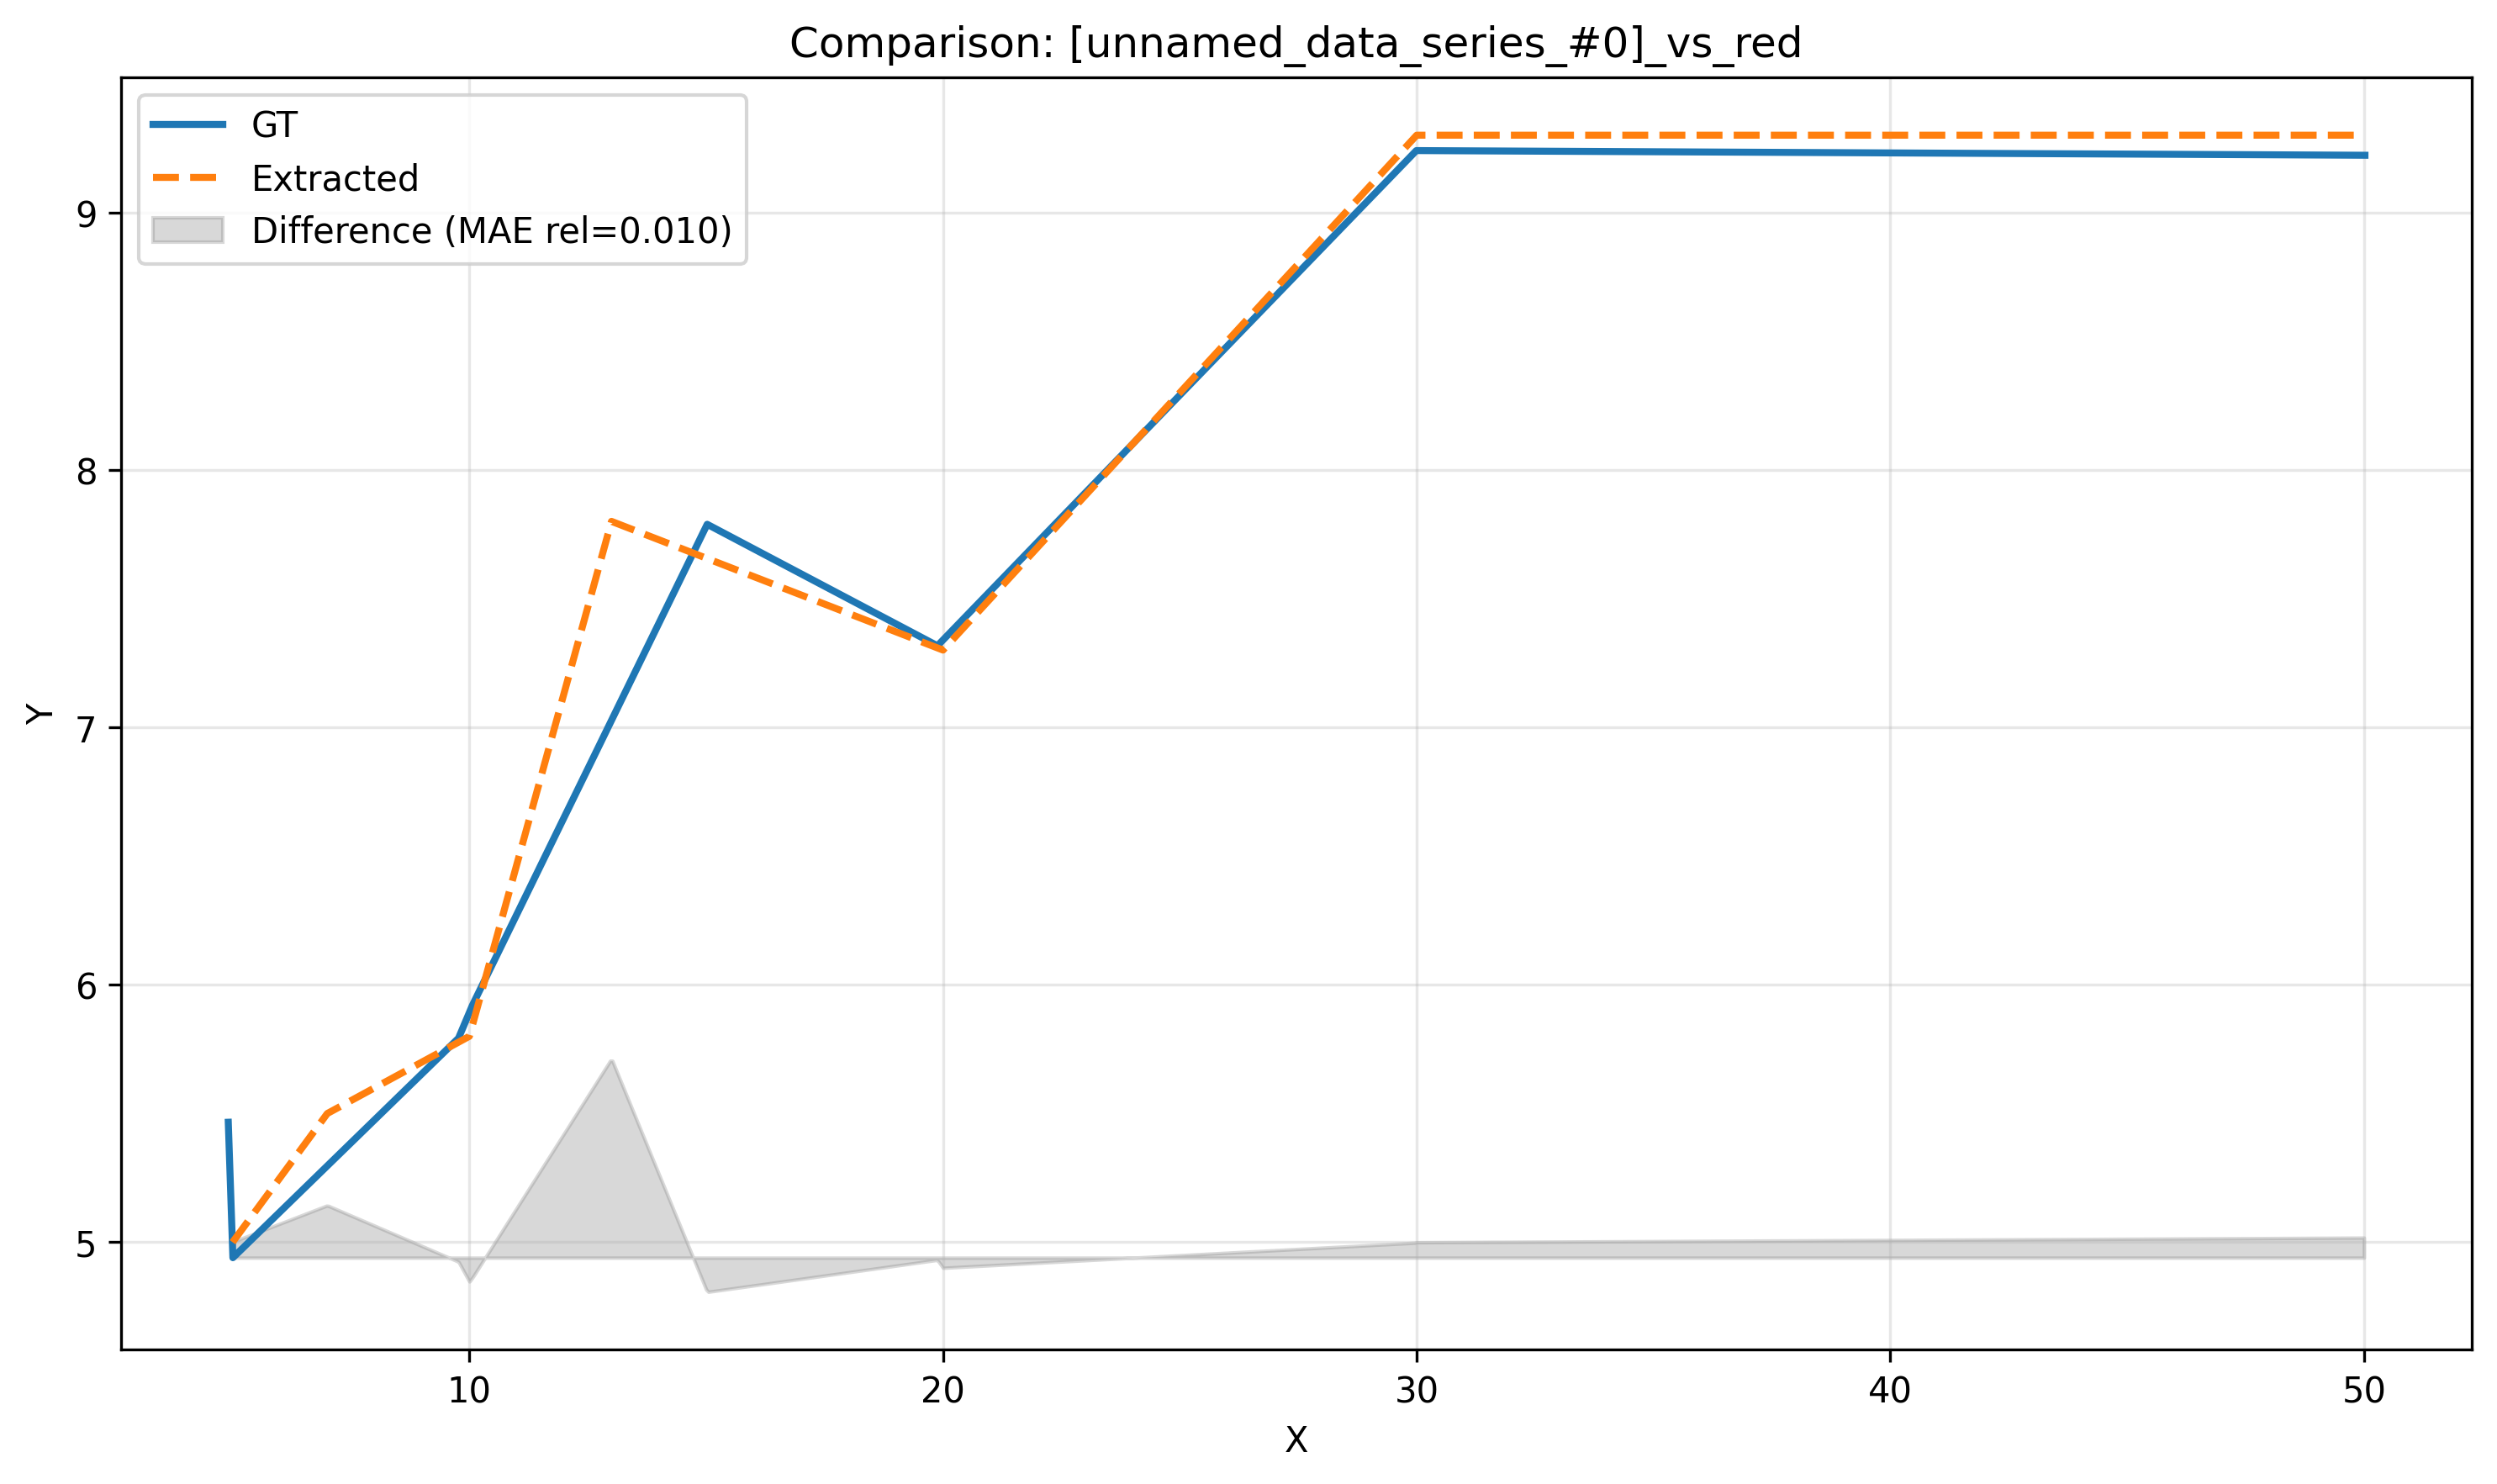 Comparison: [unnamed_data_series_#0]_vs_red
GT
Extracted
Difference (MAE rel=0.010)
Y
9
8
7
6
5
10 20 30 40 50
X